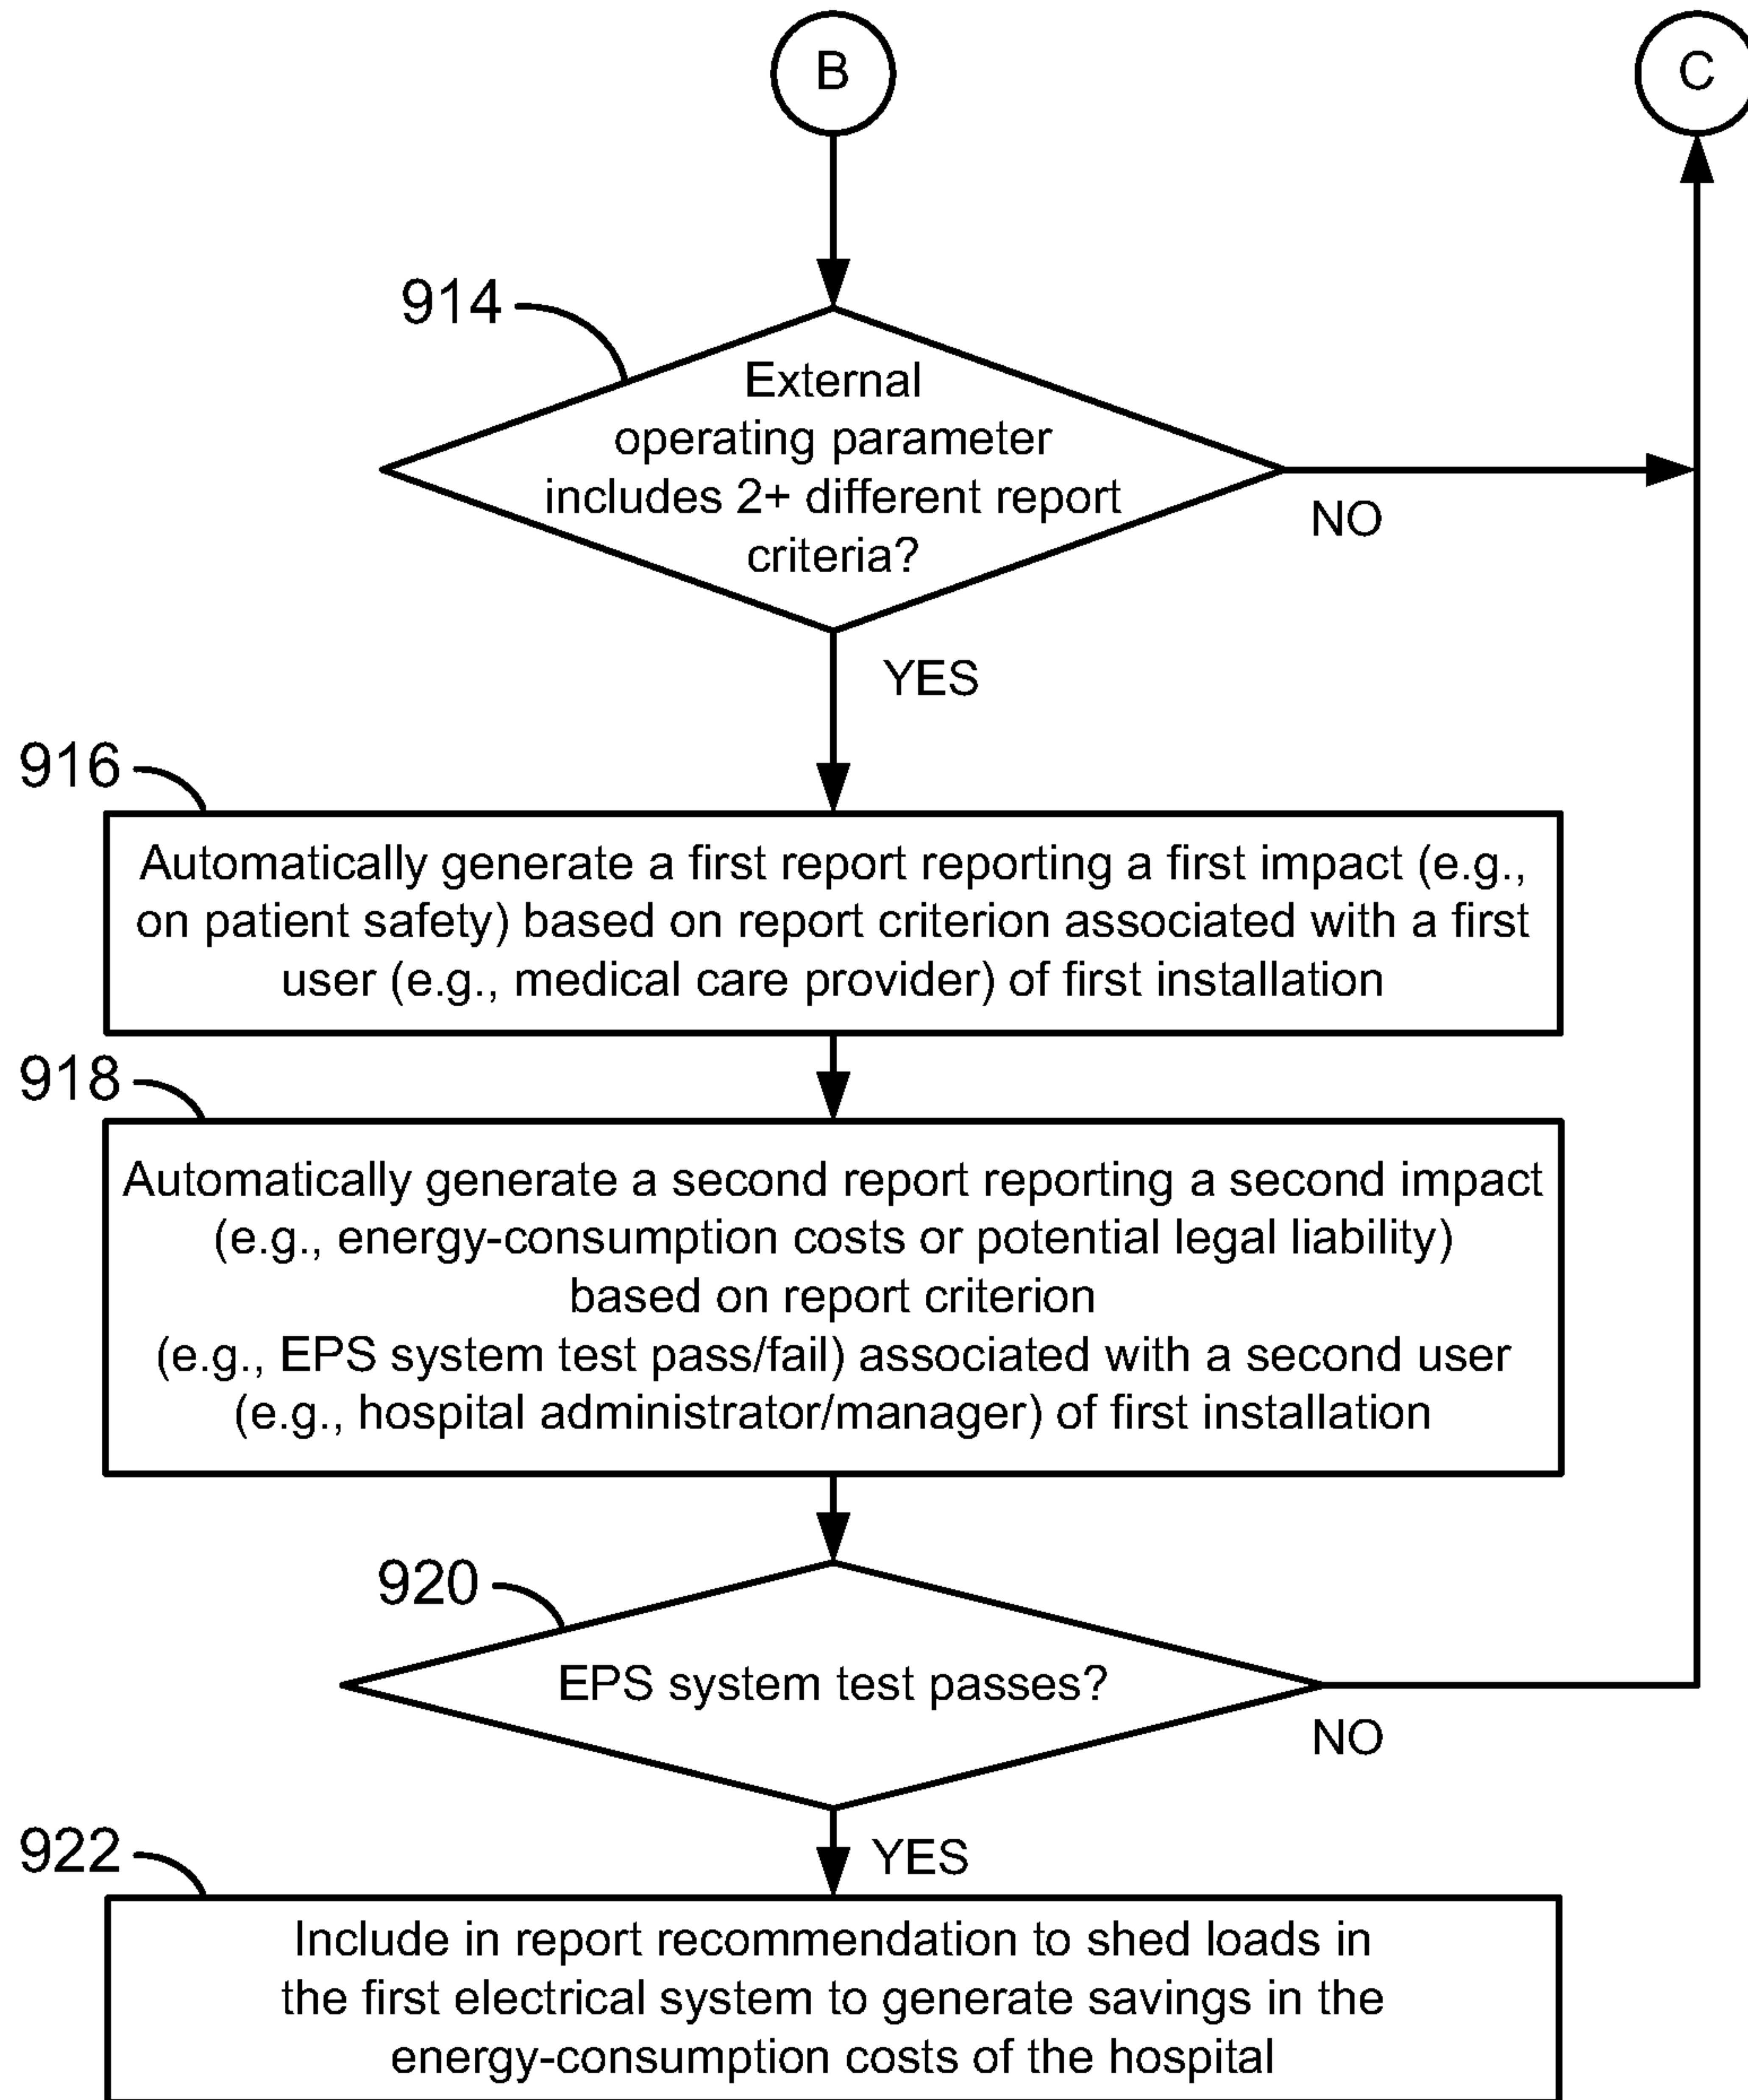 B
C
914
External
operating parameter
includes 2+ different report
criteria?
NO
YES
916
Automatically generate a first report reporting a first impact (e.g.,
on patient safety) based on report criterion associated with a first
user (e.g., medical care provider) of first installation
918
Automatically generate a second report reporting a second impact
(e.g., energy-consumption costs or potential legal liability)
based on report criterion
(e.g., EPS system test pass/fail) associated with a second user
(e.g., hospital administrator/manager) of first installation
920
EPS system test passes?
NO
YES
922
Include in report recommendation to shed loads in
the first electrical system to generate savings in the
energy-consumption costs of the hospital